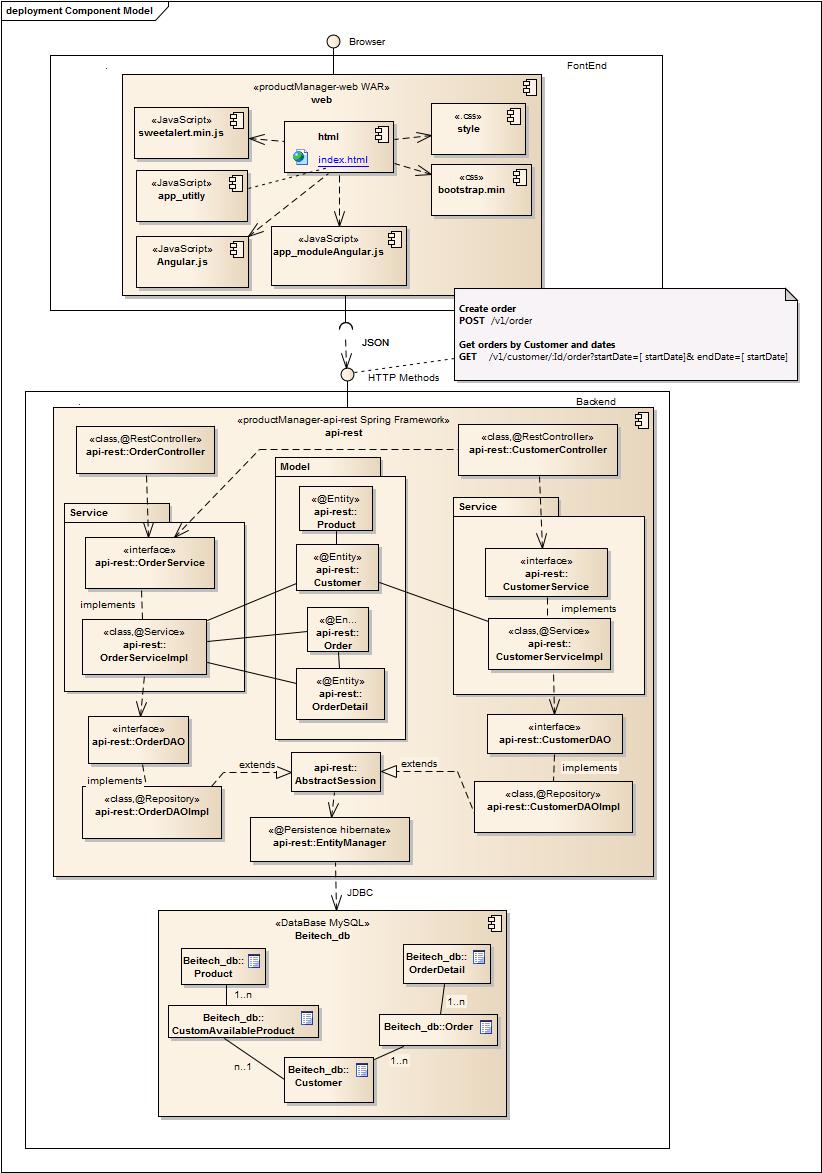 deployment Component Model
Browser
FontEnd
«productManager-web WAR»
web
«JavaScript»
sweetalert.min.js
html
index.html
«.css»
style
«JavaScript»
app_utitly
«css»
bootstrap.min
«JavaScript»
Angular.js
«JavaScript»
app_moduleAngular.js
Create order
POST /v1/order
Get orders by Customer and dates
GET /v1/customer/:Id/order?startDate=[ startDate]& endDate=[ startDate]
JSON
HTTP Methods
Backend
«productManager-api-rest Spring Framework»
api-rest
«class,@RestController»
api-rest::OrderController
«class,@RestController»
api-rest::CustomerController
Model
«@Entity»
api-rest::
Product
Service
Service
«interface»
api-rest::OrderService
«@Entity»
api-rest::
Customer
«interface»
api-rest::
CustomerService
implements
implements
«class,@Service»
api-rest::
OrderServiceImpl
«@En...
api-rest::
Order
«class,@Service»
api-rest::
CustomerServiceImpl
«@Entity»
api-rest::
OrderDetail
«interface»
api-rest::OrderDAO
«interface»
api-rest::CustomerDAO
implements
extends
api-rest::
AbstractSession
extends
implements
«class,@Repository»
api-rest::OrderDAOImpl
«class,@Repository»
api-rest::CustomerDAOImpl
«@Persistence hibernate»
api-rest::EntityManager
JDBC
«DataBase MySQL»
Beitech_db
Beitech_db::
Product
Beitech_db::
OrderDetail
1..n
1..n
Beitech_db::
CustomAvailableProduct
Beitech_db::Order
n..1
1..n
Beitech_db::
Customer